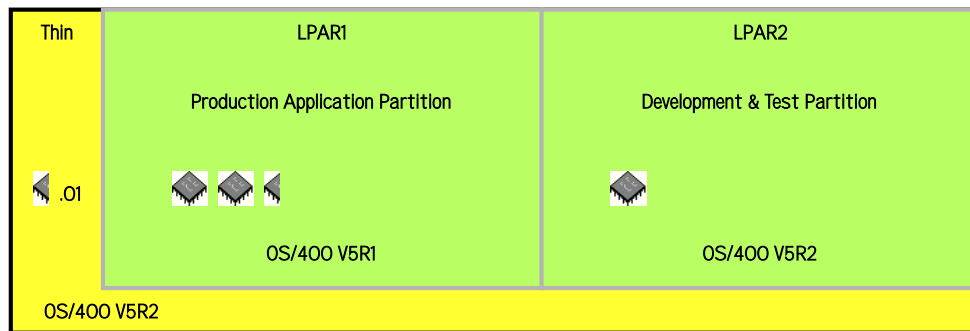 Thin
LPAR1
LPAR2
Production Application Partition
Development & Test Partition
.01
OS/400 V5R1
OS/400 V5R2
OS/400 V5R2